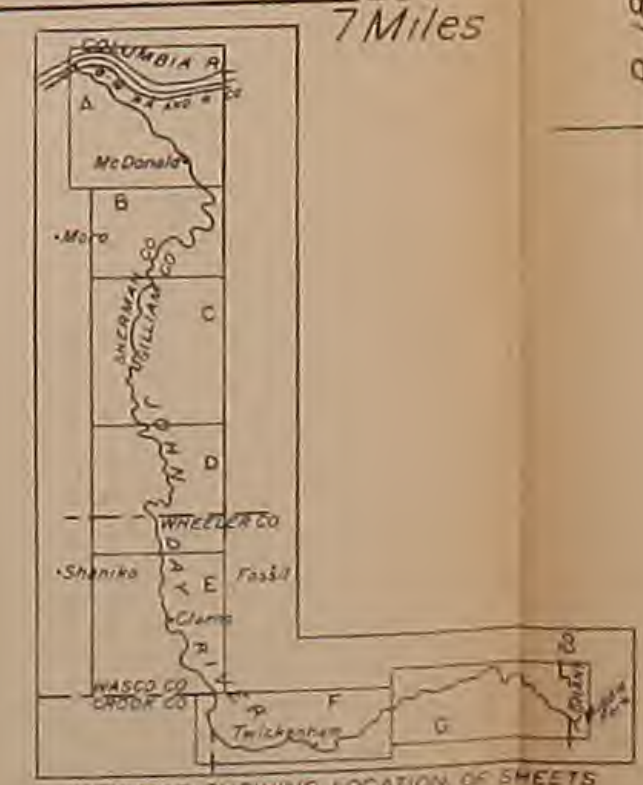 7 Miles
COLUMBIA R
A
McDonald
B
Moro
SHERMAN CO
GILLIAM CO
C
JOHN DAY R
D
WHEELER CO
Shaniko
E
Fossil
Clarno
WASCO CO
CROOK CO
F
Twickenham
G
SHOWING LOCATION OF SHEETS